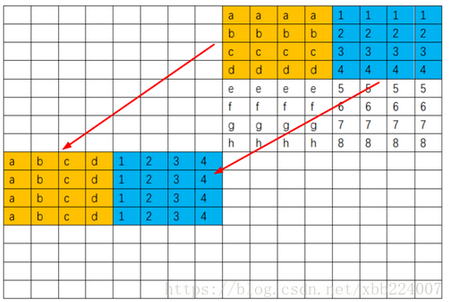 a a a a 1 1 1 1
b b b b 2 2 2 2
c c c c 3 3 3 3
d d d d 4 4 4 4
e e e e 5 5 5 5
f f f f 6 6 6 6
g g g g 7 7 7 7
h h h h 8 8 8 8
a b c d 1 2 3 4
a b c d 1 2 3 4
a b c d 1 2 3 4
a b c d 1 2 3 4
https://blog.csdn.net/xbb224007